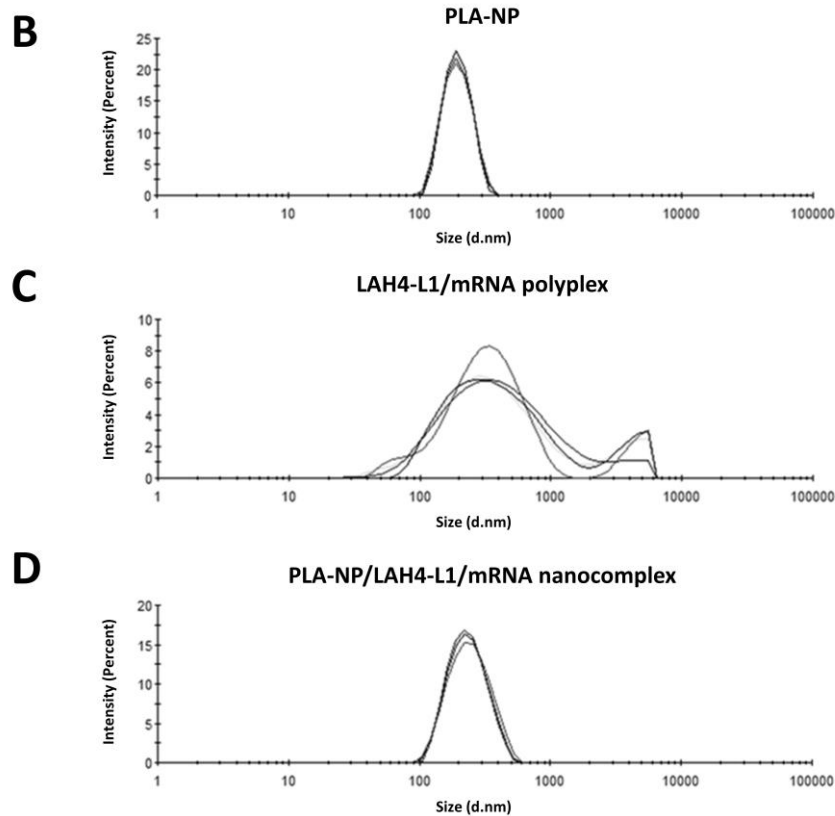 B
PLA-NP
Intensity (Percent)
25
20
15
10
5
0
1 10 100 1000 10000 100000
Size (d.nm)
C
LAH4-L1/mRNA polyplex
Intensity (Percent)
10
8
6
4
2
0
1 10 100 1000 10000 100000
Size (d.nm)
D
PLA-NP/LAH4-L1/mRNA nanocomplex
Intensity (Percent)
20
15
10
5
0
1 10 100 1000 10000 100000
Size (d.nm)